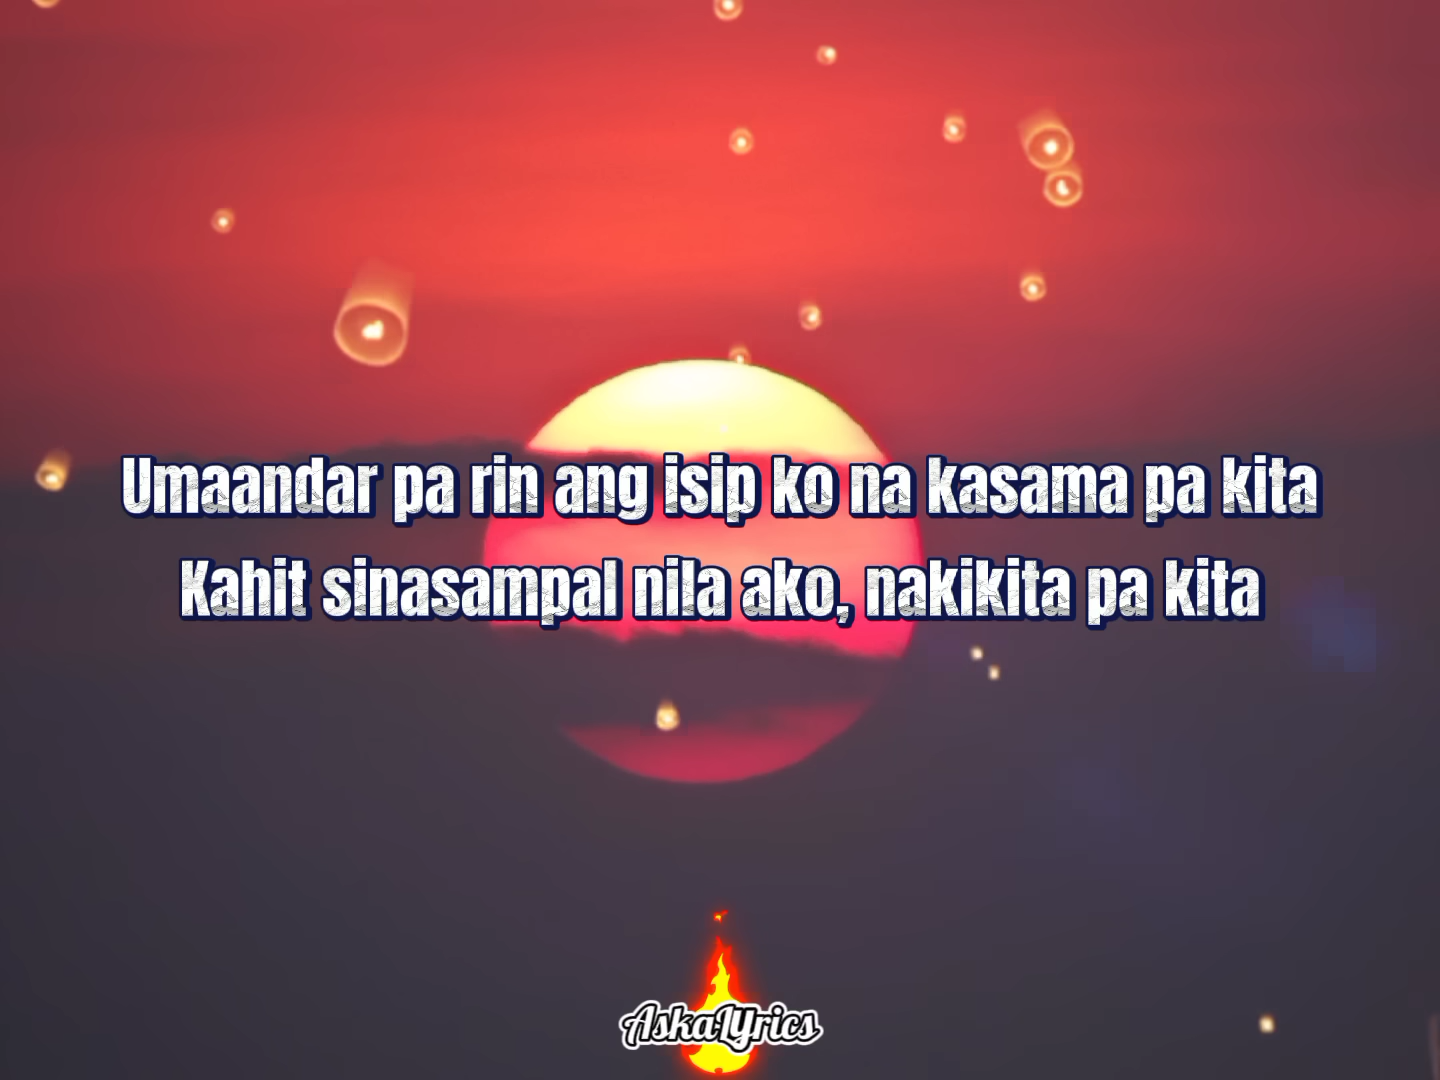 Umaandar pa rin ang isip ko na kasama pa kita
Kahit sinasampal nila ako, nakikita pa kita
AskaLyrics